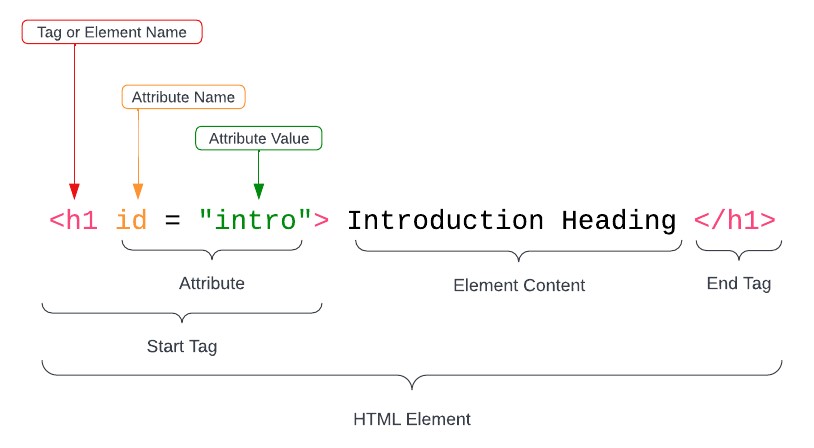 Tag or Element Name
Attribute Name
Attribute Value
<h1 id = "intro"> Introduction Heading </h1>
Attribute
Element Content
End Tag
Start Tag
HTML Element